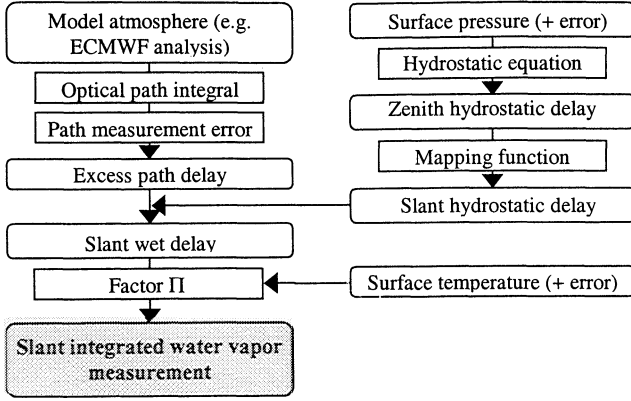 Model atmosphere (e.g.
ECMWF analysis)
Optical path integral
Path measurement error
Excess path delay
Slant wet delay
Factor Π
Slant integrated water vapor
measurement
Surface pressure (+ error)
Hydrostatic equation
Zenith hydrostatic delay
Mapping function
Slant hydrostatic delay
Surface temperature (+ error)